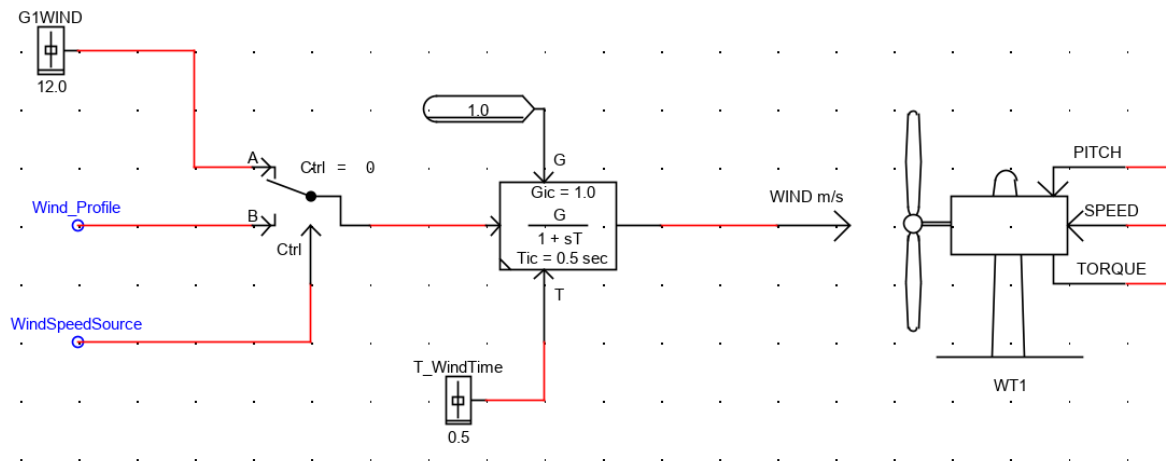 G1WIND
12.0
1.0
A
Ctrl = 0
G
PITCH
Gic = 1.0
WIND m/s
Wind_Profile
B
G
1 + sT
SPEED
Ctrl
Tic = 0.5 sec
TORQUE
T
WindSpeedSource
T_WindTime
WT1
0.5